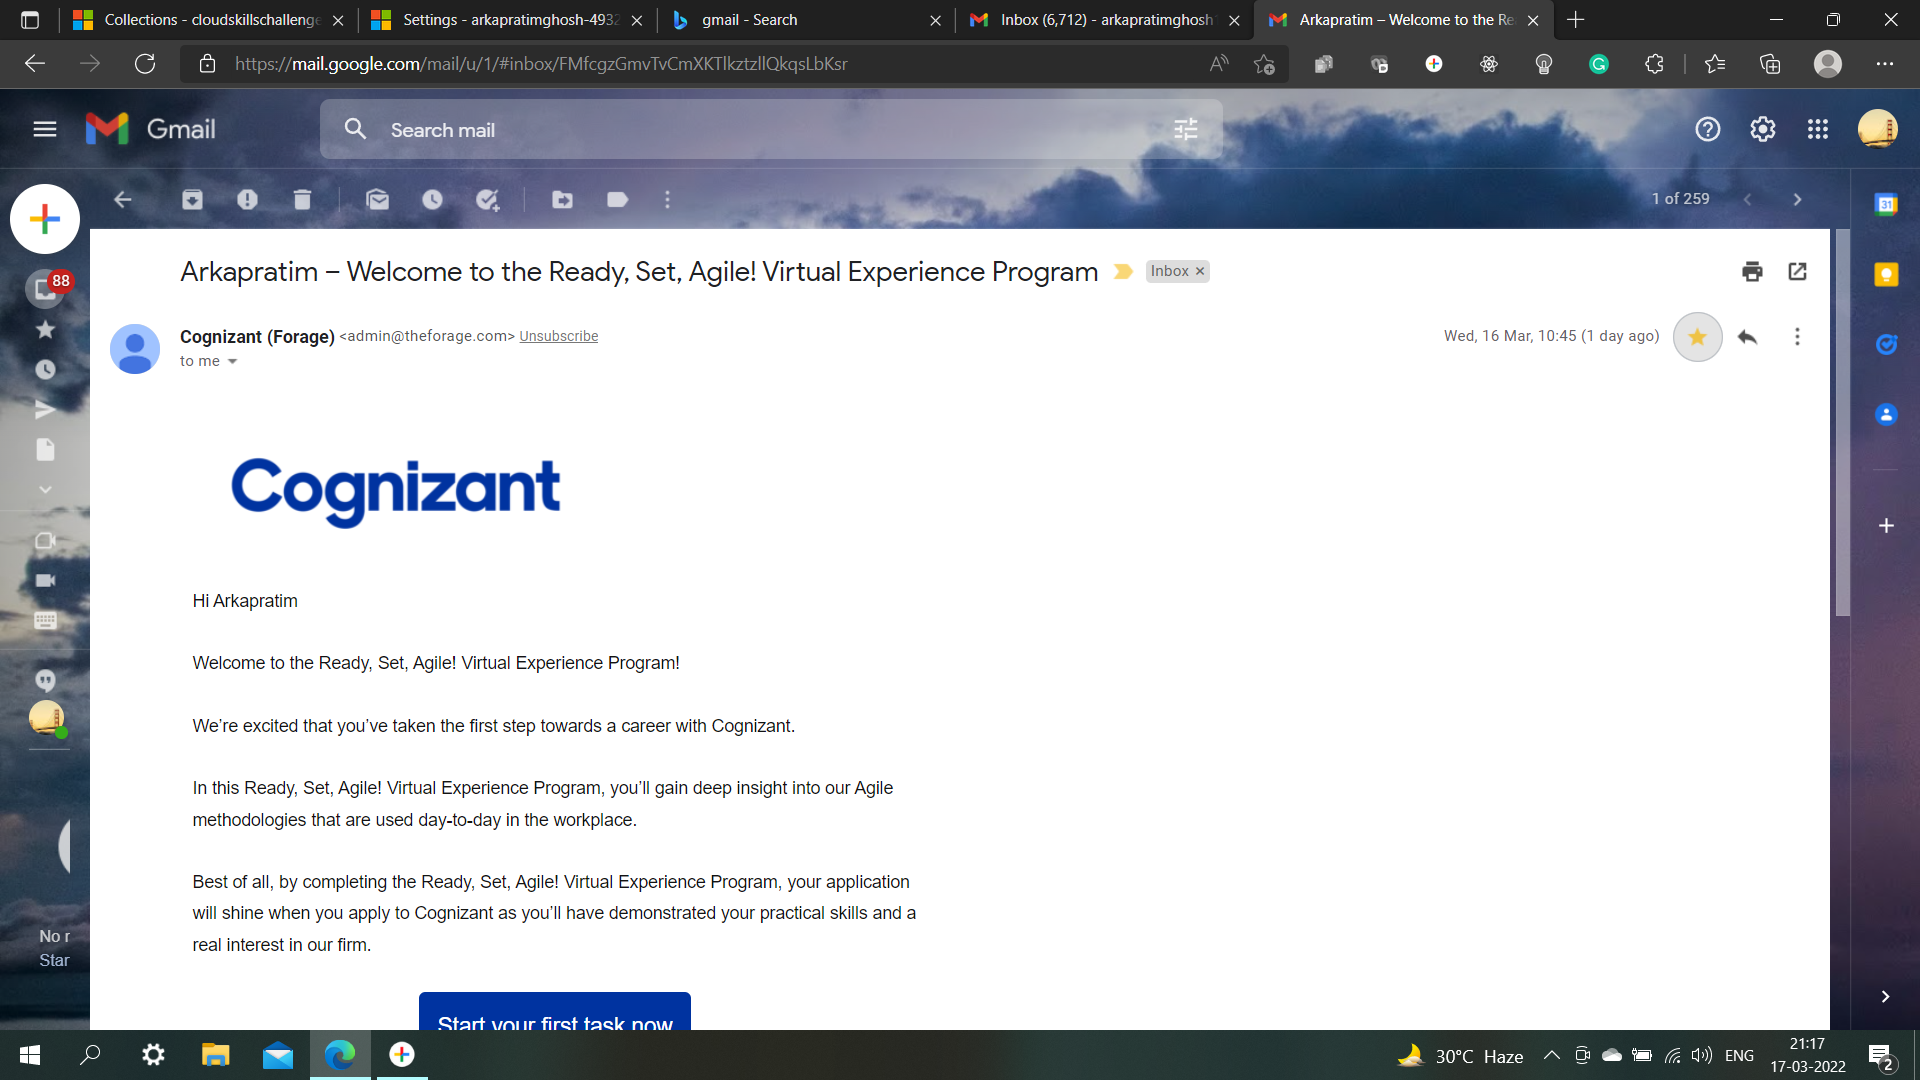 Collections - cloudskillschallenge
Settings - arkapratimghosh-4932
gmail - Search
Inbox (6,712) - arkapratimghosh
Arkapratim – Welcome to the Re
https://mail.google.com/mail/u/1/#inbox/FMfcgzGmvTvCmXKTlkztzllQkqsLbKsr
Gmail
Search mail
1 of 259
31
88
Arkapratim – Welcome to the Ready, Set, Agile! Virtual Experience Program
Inbox ×
Cognizant (Forage) <admin@theforage.com> Unsubscribe
Wed, 16 Mar, 10:45 (1 day ago)
to me
Cognizant
Hi Arkapratim
Welcome to the Ready, Set, Agile! Virtual Experience Program!
We're excited that you've taken the first step towards a career with Cognizant.
In this Ready, Set, Agile! Virtual Experience Program, you'll gain deep insight into our Agile
methodologies that are used day-to-day in the workplace.
Best of all, by completing the Ready, Set, Agile! Virtual Experience Program, your application
will shine when you apply to Cognizant as you'll have demonstrated your practical skills and a
real interest in our firm.
No r
Star
Start your first task now
30°C Haze
ENG
21:17
17-03-2022
2